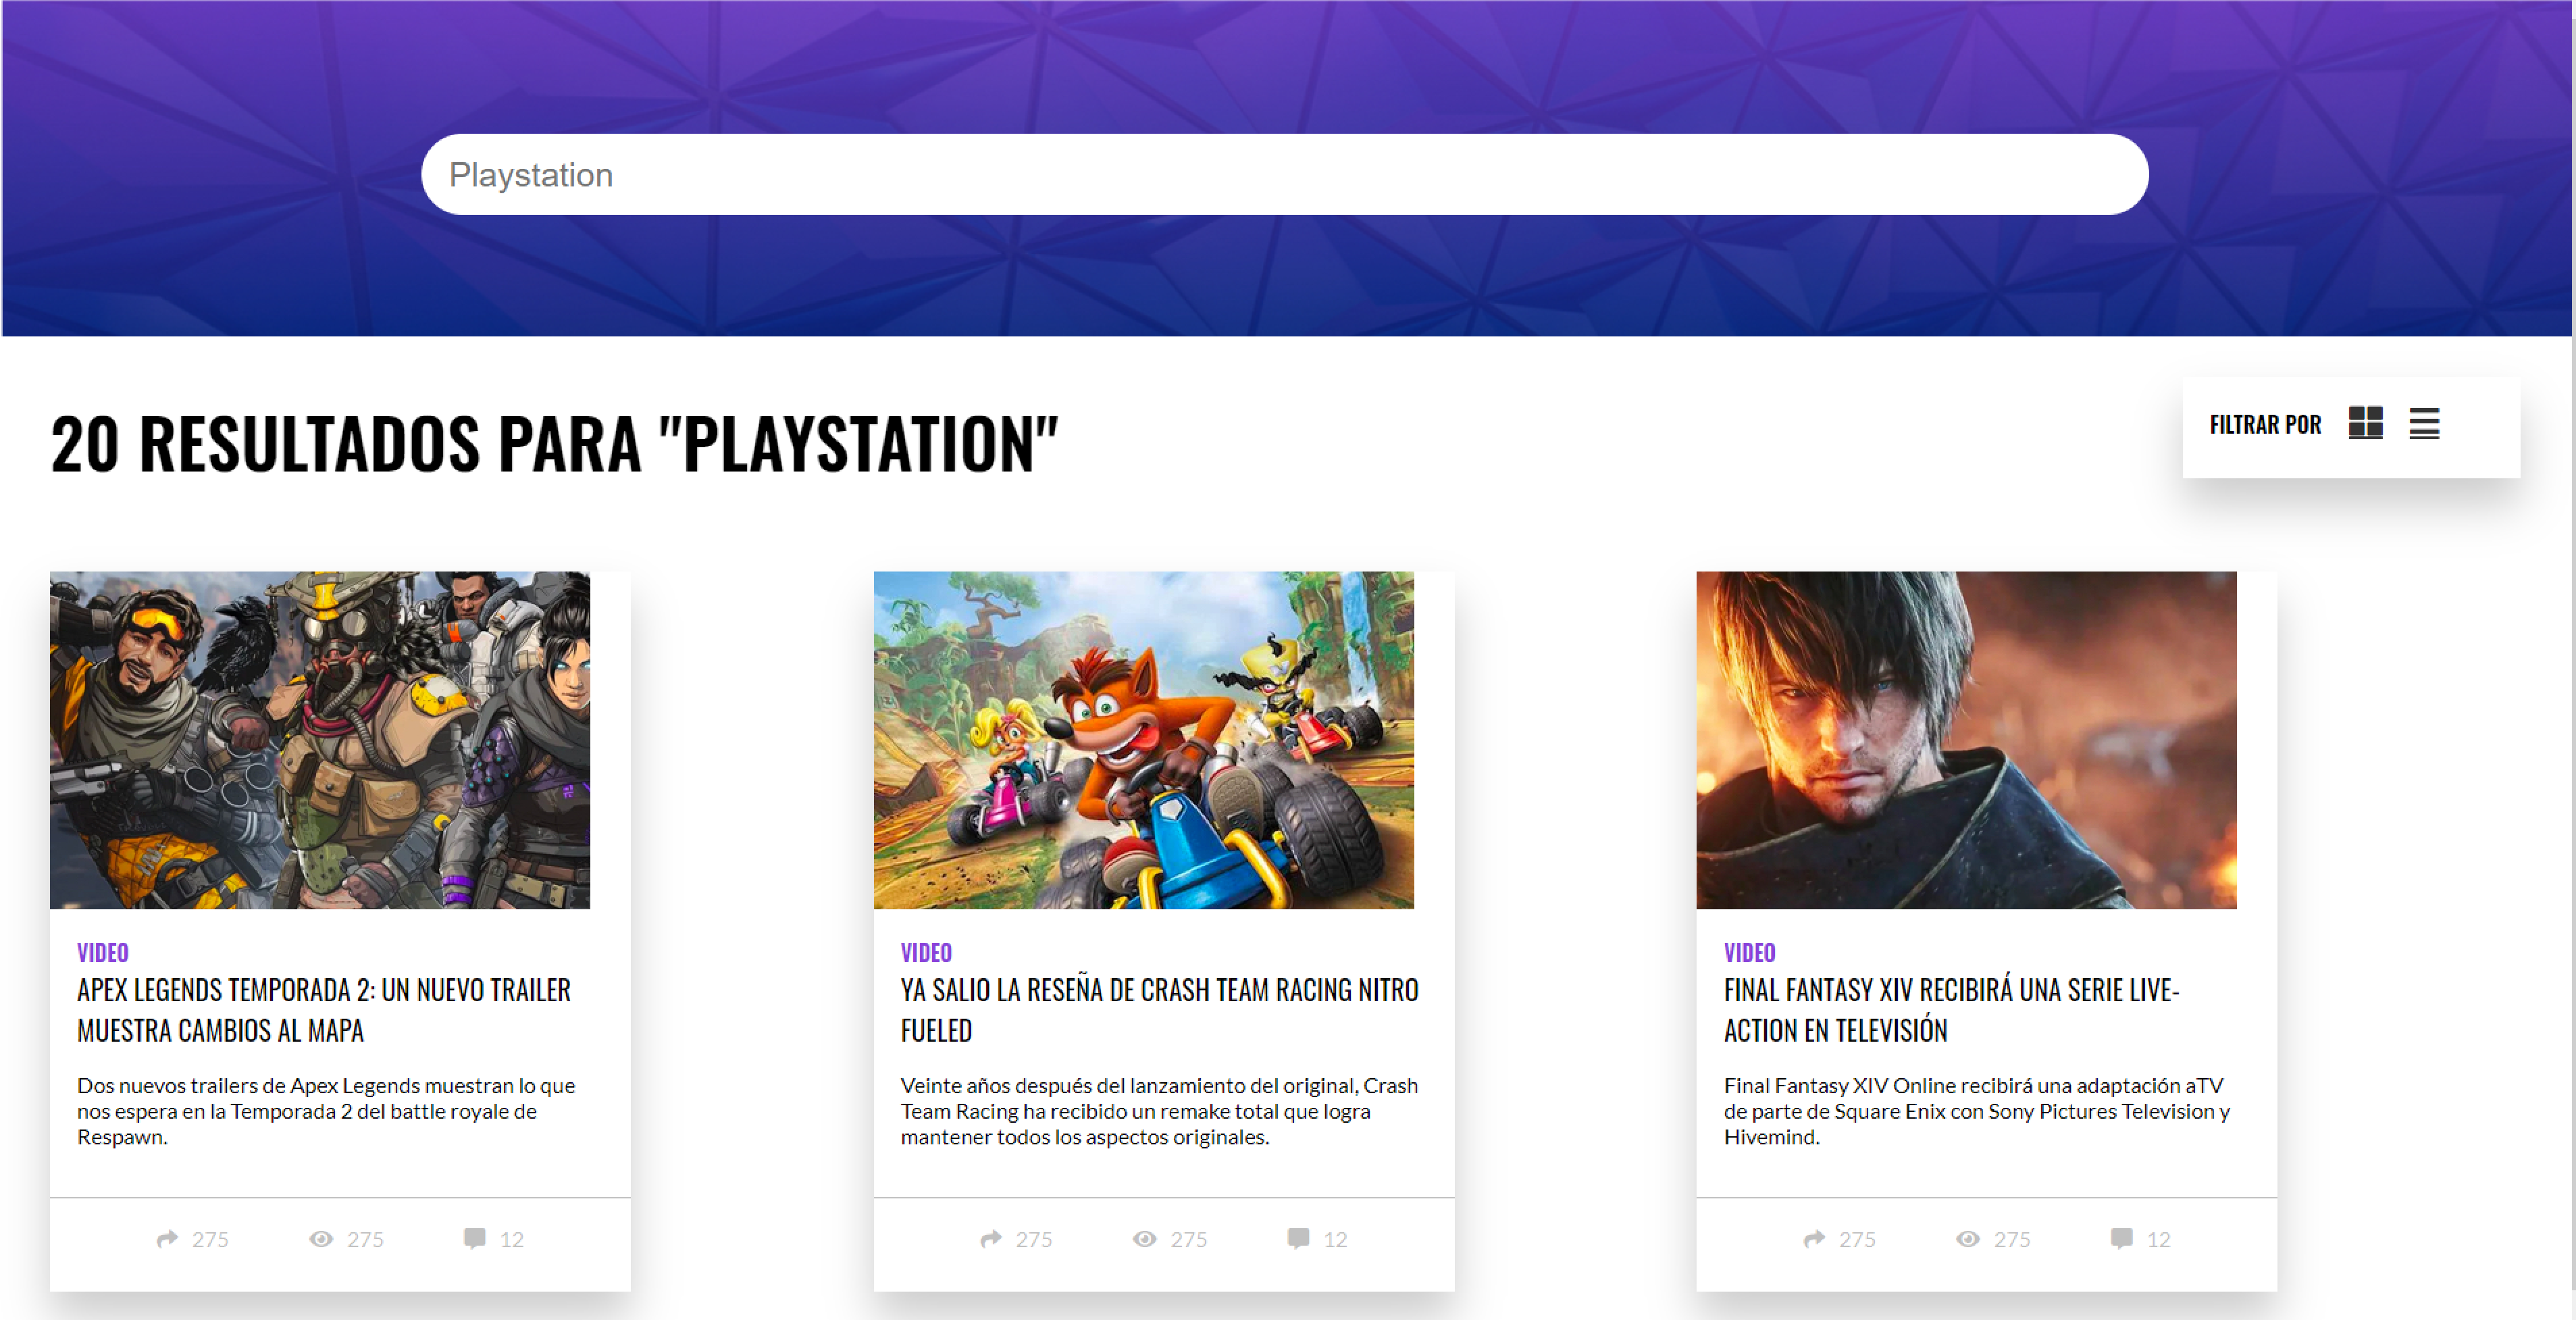 Playstation
20 RESULTADOS PARA "PLAYSTATION"
FILTRAR POR
VIDEO
APEX LEGENDS TEMPORADA 2: UN NUEVO TRAILER
MUESTRA CAMBIOS AL MAPA
Dos nuevos trailers de Apex Legends muestran lo que
nos espera en la Temporada 2 del battle royale de
Respawn.
275 275 12
VIDEO
YA SALIO LA RESEÑA DE CRASH TEAM RACING NITRO
FUELED
Veinte años después del lanzamiento del original, Crash
Team Racing ha recibido un remake total que logra
mantener todos los aspectos originales.
275 275 12
VIDEO
FINAL FANTASY XIV RECIBIRÁ UNA SERIE LIVE-
ACTION EN TELEVISIÓN
Final Fantasy XIV Online recibirá una adaptación aTV
de parte de Square Enix con Sony Pictures Television y
Hivemind.
275 275 12